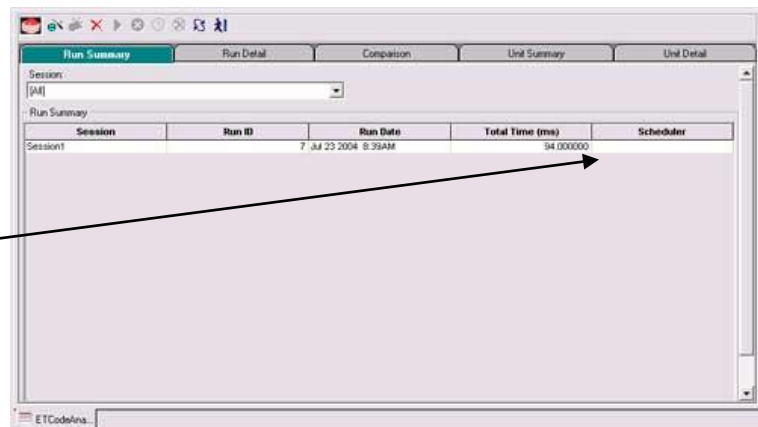 Run Summary Run Detail Comparison Unit Summary Unit Detail
Session:
[All]
Run Summary
Session Run ID Run Date Total Time (ms) Scheduler
Session1 7 Jul 23 2004 8:39AM 94.000000
ETCodeAna...